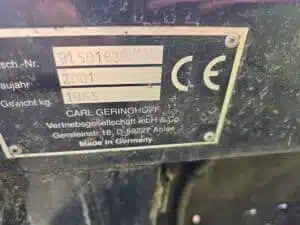 sch.-Nr.
aujahr 2001
Gewicht kg. 1965
CE
CARL GERINGHOFF
Vertriebsgesellschaft mbH & Co
Gersteinstr. 18, D 59227 Ahlen
Made in Germany